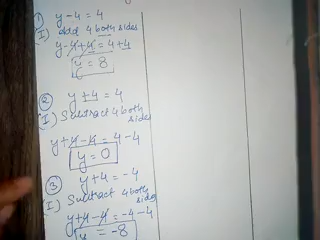 1) y - 4 = 4
(I) add 4 both sides
y - 4 + 4 = 4 + 4
y = 8
2) y + 4 = 4
(I) Subtract 4 both sides
y + 4 - 4 = 4 - 4
y = 0
3) y + 4 = -4
(I) Subtract 4 both sides
y + 4 - 4 = -4 - 4
y = -8